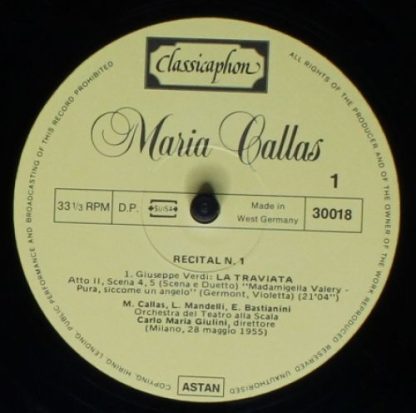 Classicaphon
Maria Callas
1
33 1/3 RPM
D.P.
SUISA
Made in
West Germany
30018
RECITAL N. 1
1. Giuseppe Verdi: LA TRAVIATA
Atto II, Scena 4, 5 (Scena e Duetto) "Madamigella Valery -
Pura, siccome un angelo" (Germont, Violetta) (21'04")
M. Callas, L. Mandelli, E. Bastianini
Orchestra del Teatro alla Scala
Carlo Maria Giulini, direttore
(Milano, 28 maggio 1955)
ASTAN
ALL RIGHTS OF THE PRODUCER AND OF THE OWNER OF THE WORK REPRODUCED RESERVED UNAUTHORISED COPYING, HIRING, LENDING, PUBLIC PERFORMANCE AND BROADCASTING OF THIS RECORD PROHIBITED